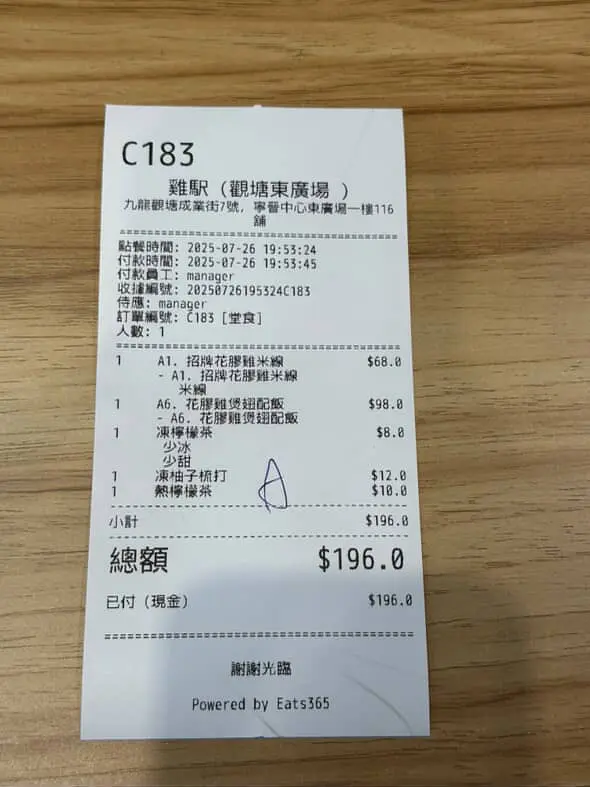 C183
雞駅 (觀塘東廣場 )
九龍觀塘成業街7號, 寧晉中心東廣場一樓116
舖
點餐時間: 2025-07-26 19:53:24
付款時間: 2025-07-26 19:53:45
付款員工: manager
收據編號: 20250726195324C183
侍應: manager
訂單編號: C183 [堂食]
人數: 1
1 A1. 招牌花膠雞米線 $68.0
- A1. 招牌花膠雞米線
米線
1 A6. 花膠雞煲翅配飯 $98.0
- A6. 花膠雞煲翅配飯
1 凍檸檬茶 $8.0
少冰
少甜
1 凍柚子梳打 $12.0
1 熱檸檬茶 $10.0
小計 $196.0
總額 $196.0
已付 (現金) $196.0
謝謝光臨
Powered by Eats365